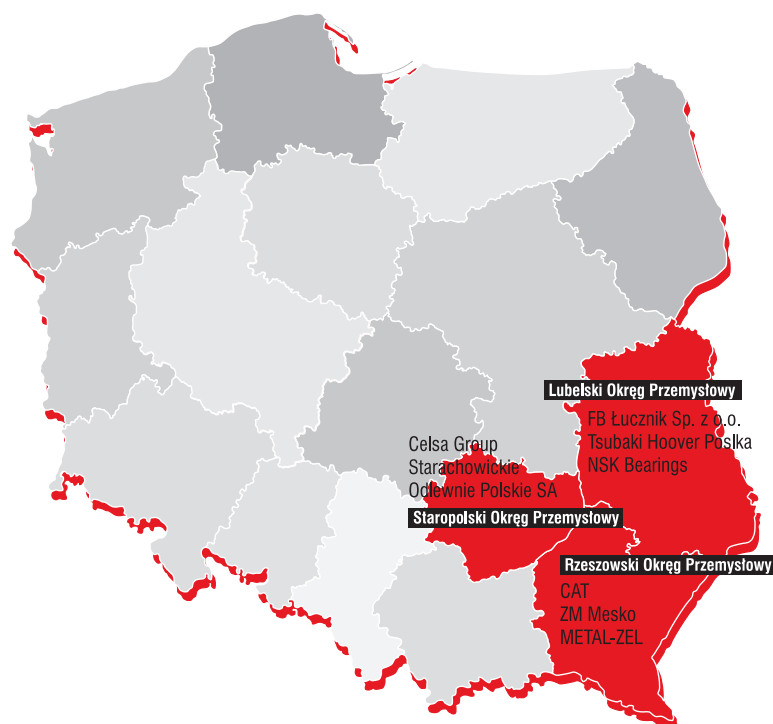 Lubelski Okręg Przemysłowy
FB Łucznik Sp. z o.o.
Tsubaki Hoover Poslka
NSK Bearings
Celsa Group
Starachowickie
Odlewnie Polskie SA
Staropolski Okręg Przemysłowy
Rzeszowski Okręg Przemysłowy
CAT
ZM Mesko
METAL-ZEL